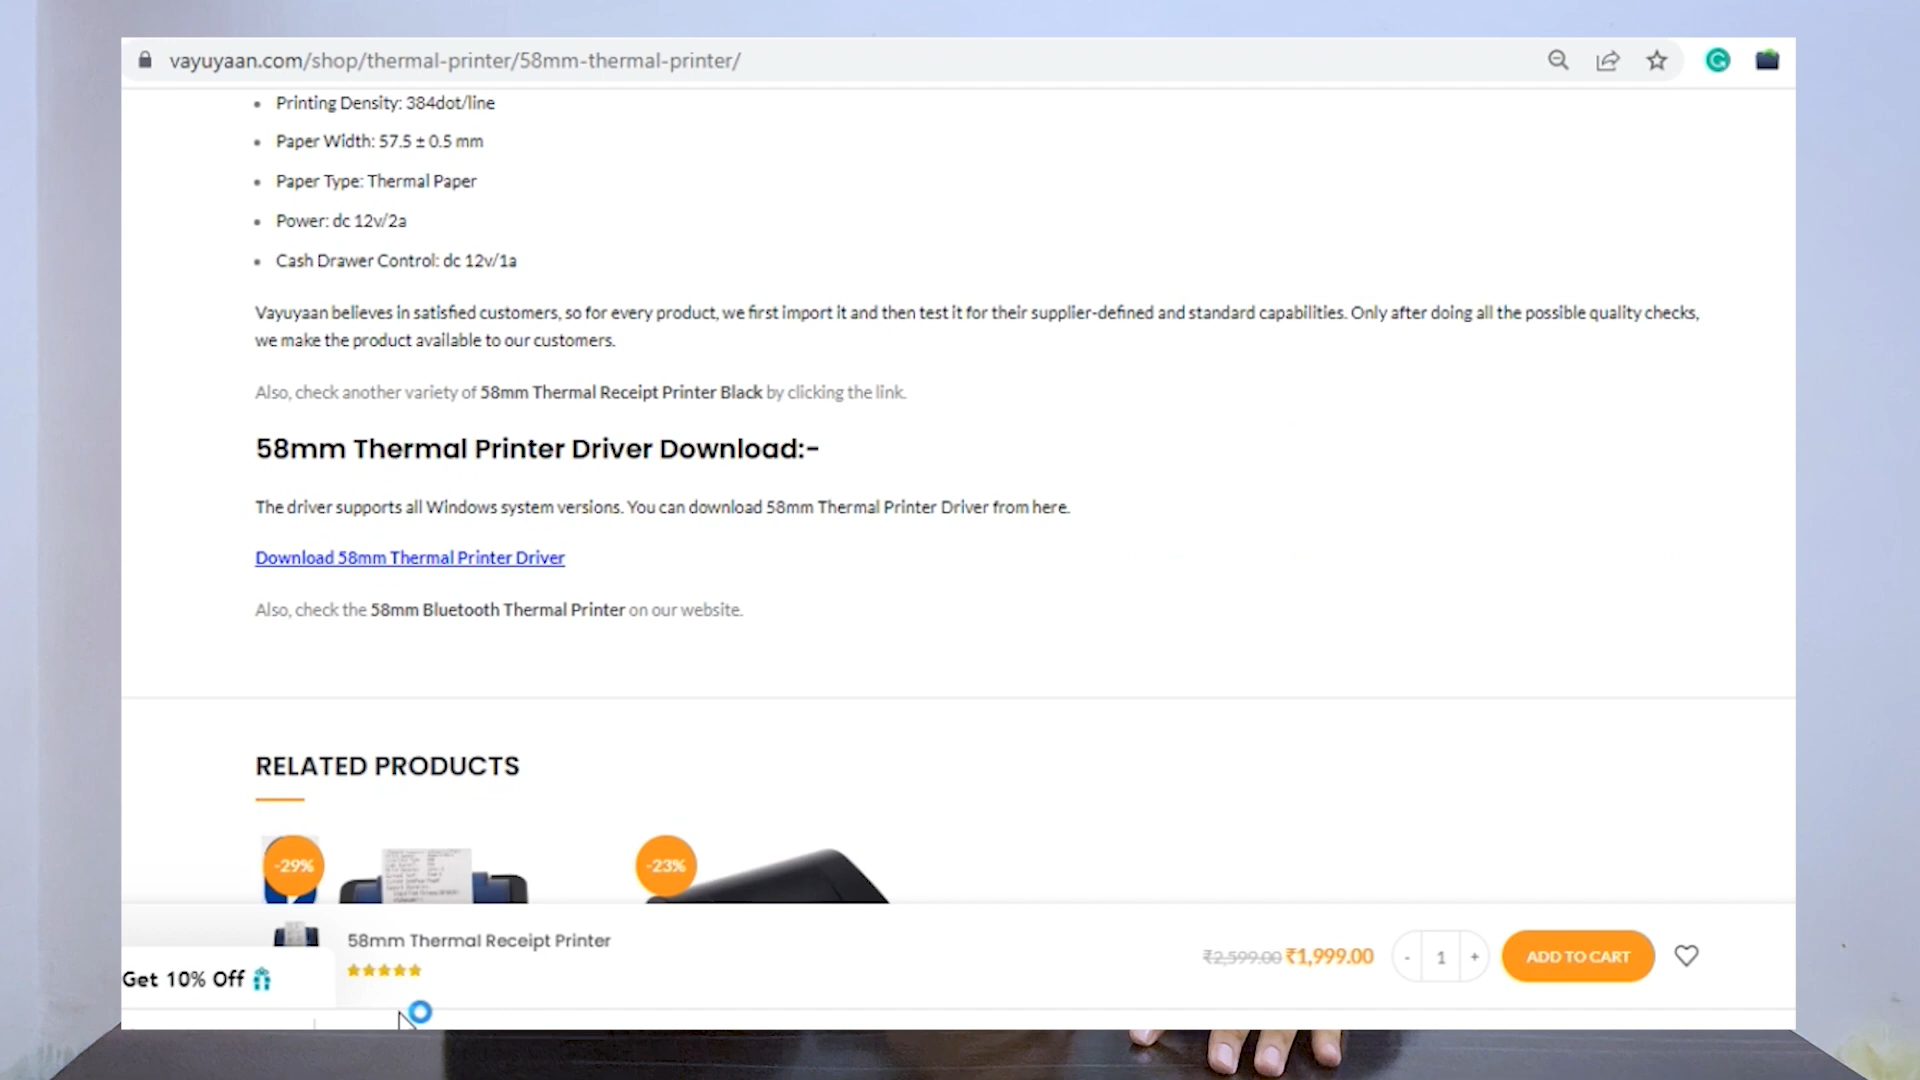 vayuyaan.com/shop/thermal-printer/58mm-thermal-printer/
Printing Density: 384dot/line
Paper Width: 57.5 ± 0.5 mm
Paper Type: Thermal Paper
Power: dc 12v/2a
Cash Drawer Control: dc 12v/1a
Vayuyaan believes in satisfied customers, so for every product, we first import it and then test it for their supplier-defined and standard capabilities. Only after doing all the possible quality checks,
we make the product available to our customers.
Also, check another variety of 58mm Thermal Receipt Printer Black by clicking the link.
58mm Thermal Printer Driver Download:-
The driver supports all Windows system versions. You can download 58mm Thermal Printer Driver from here.
Download 58mm Thermal Printer Driver
Also, check the 58mm Bluetooth Thermal Printer on our website.
RELATED PRODUCTS
-29%
-23%
58mm Thermal Receipt Printer
₹2,599.00 ₹1,999.00
- 1 +
ADD TO CART
Get 10% Off